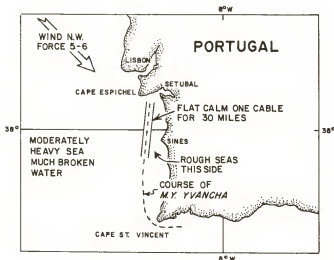 8°W
WIND N.W.
FORCE 5-6
PORTUGAL
LISBON
SETUBAL
CAPE ESPICHEL
FLAT CALM ONE CABLE
FOR 30 MILES
38°
38°
SINES
MODERATELY
HEAVY SEA
MUCH BROKEN
WATER
ROUGH SEAS
THIS SIDE
COURSE OF
M.Y. YVANCHA
CAPE ST. VINCENT
8°W